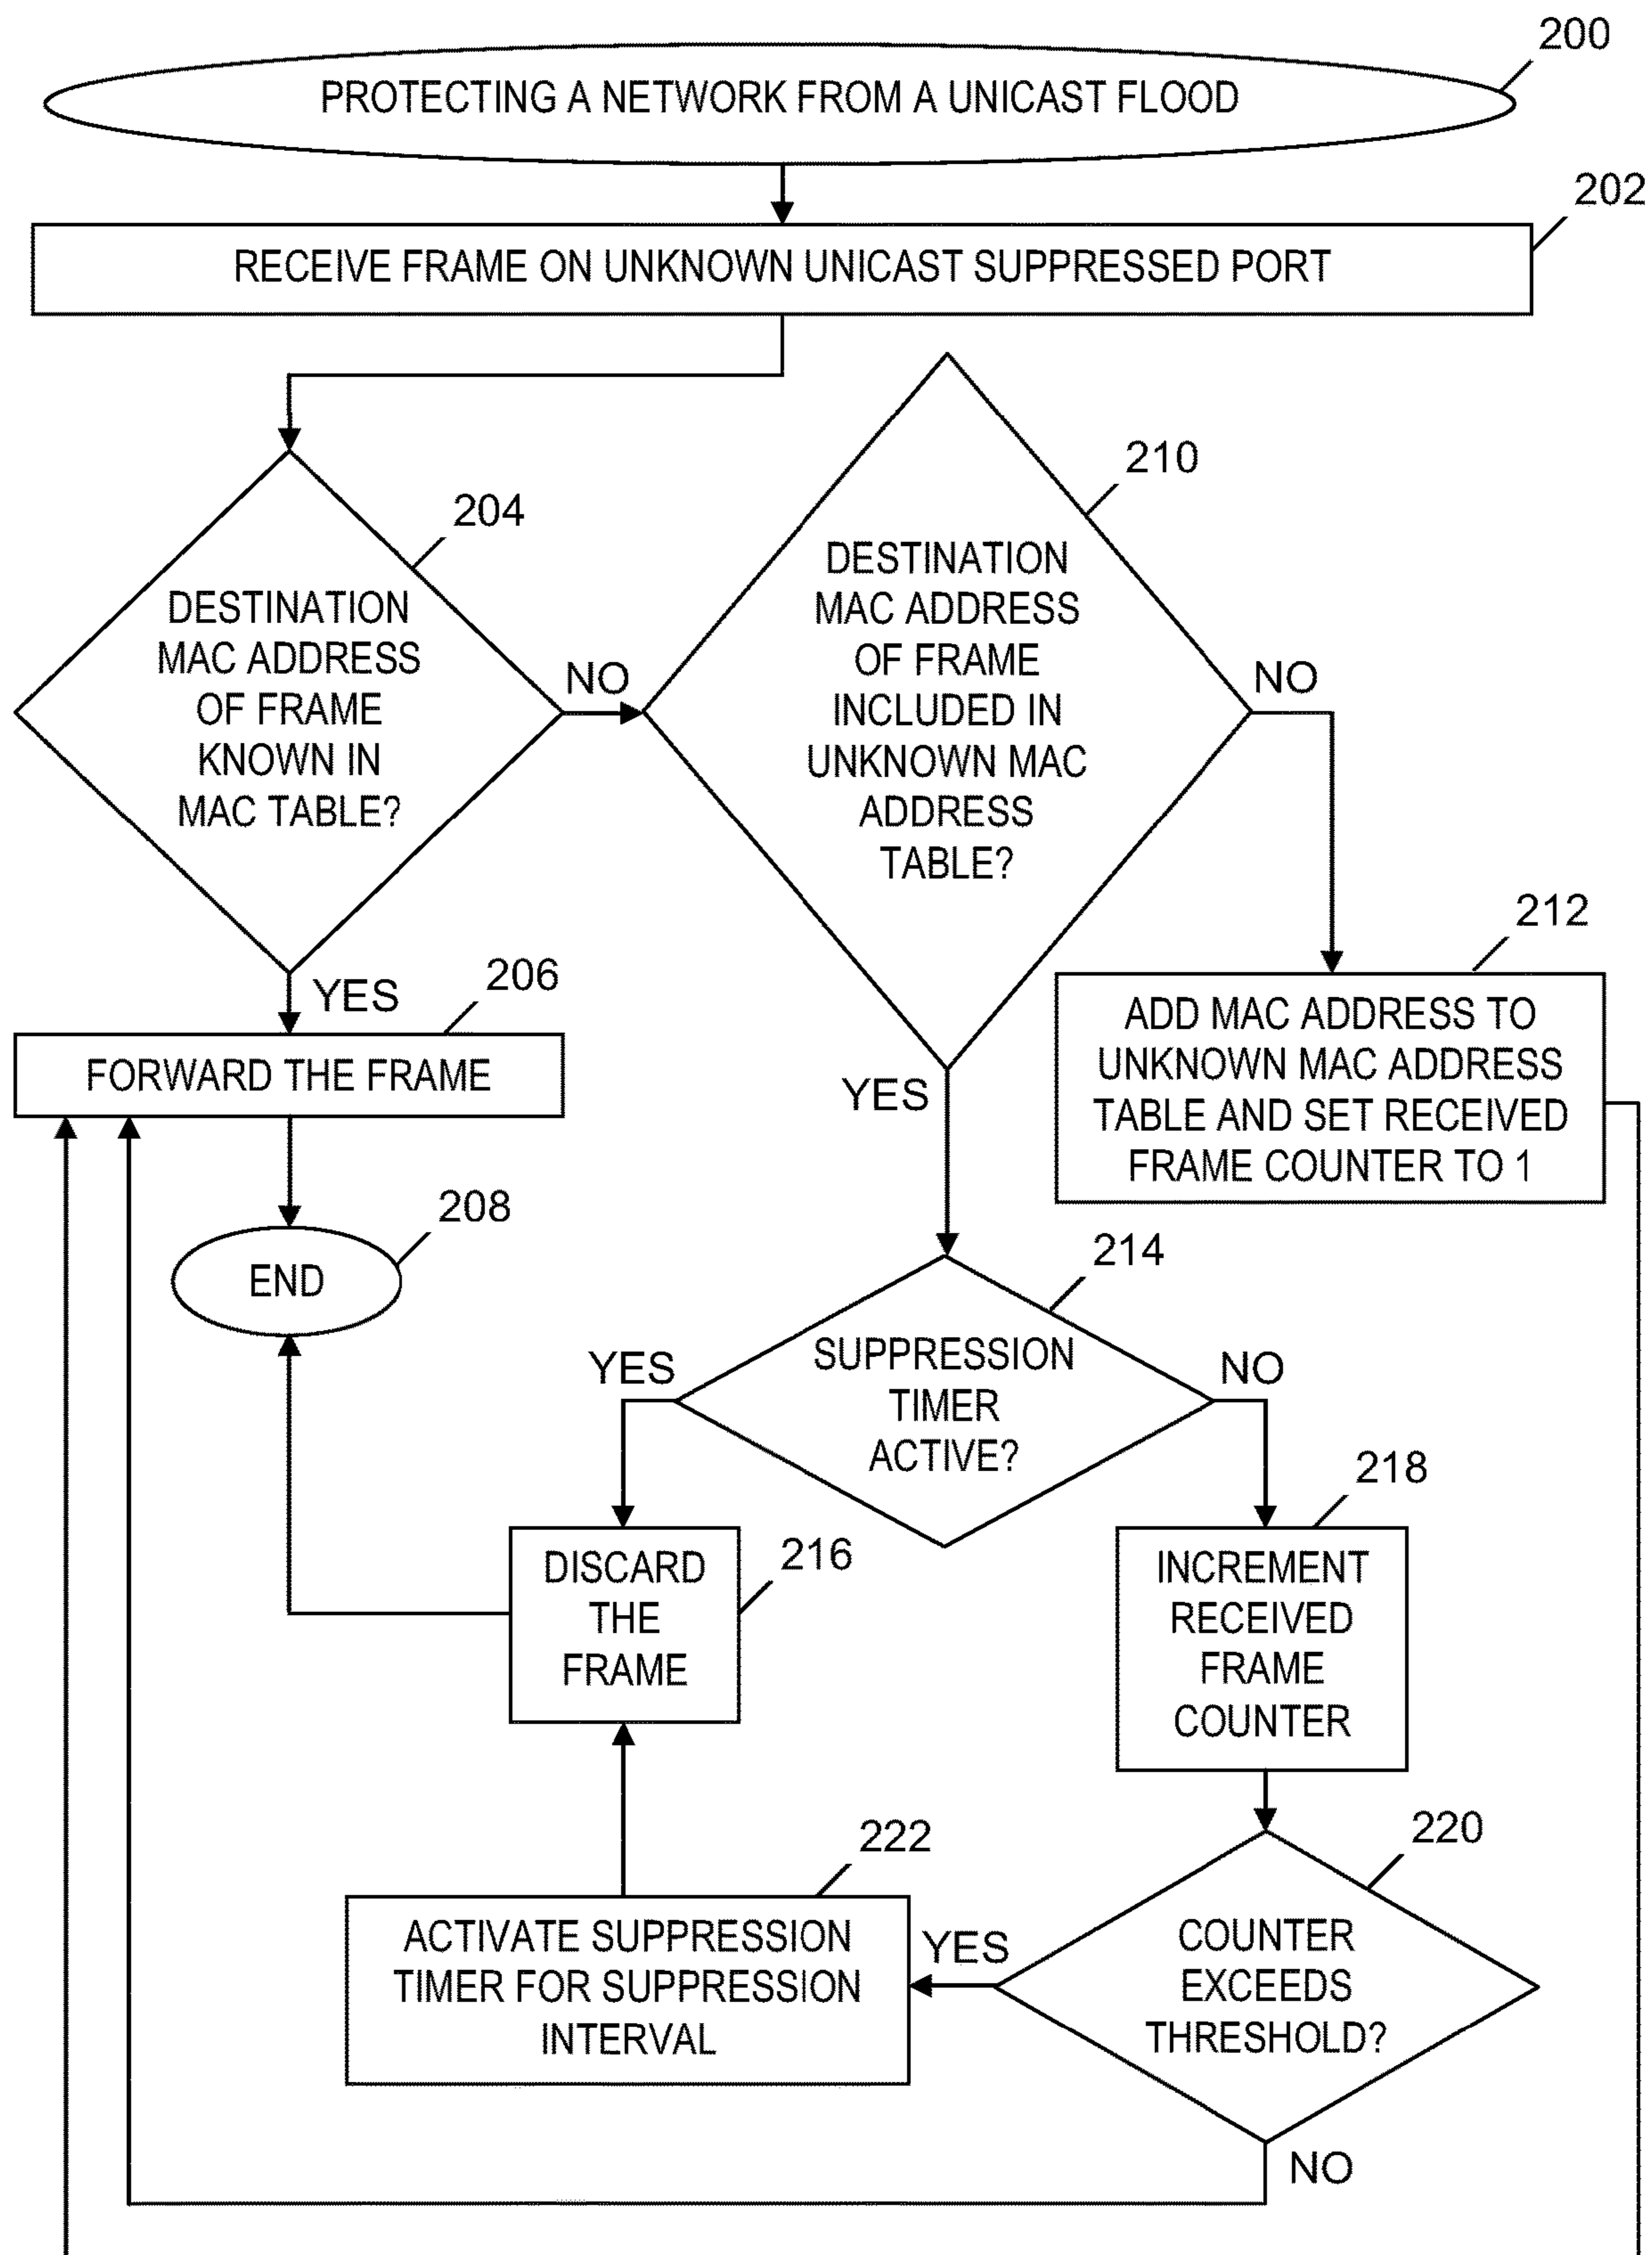 200
PROTECTING A NETWORK FROM A UNICAST FLOOD
202
RECEIVE FRAME ON UNKNOWN UNICAST SUPPRESSED PORT
204
DESTINATION
MAC ADDRESS
OF FRAME
KNOWN IN
MAC TABLE?
NO
YES
206
FORWARD THE FRAME
208
END
210
DESTINATION
MAC ADDRESS
OF FRAME
INCLUDED IN
UNKNOWN MAC
ADDRESS
TABLE?
NO
YES
212
ADD MAC ADDRESS TO
UNKNOWN MAC ADDRESS
TABLE AND SET RECEIVED
FRAME COUNTER TO 1
214
SUPPRESSION
TIMER
ACTIVE?
YES
NO
216
DISCARD
THE
FRAME
218
INCREMENT
RECEIVED
FRAME
COUNTER
220
COUNTER
EXCEEDS
THRESHOLD?
YES
NO
222
ACTIVATE SUPPRESSION
TIMER FOR SUPPRESSION
INTERVAL